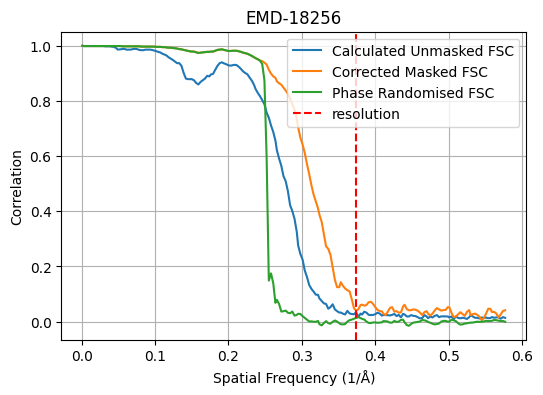 EMD-18256
Calculated Unmasked FSC
Corrected Masked FSC
Phase Randomised FSC
resolution
Correlation
1.0
0.8
0.6
0.4
0.2
0.0
0.0 0.1 0.2 0.3 0.4 0.5 0.6
Spatial Frequency (1/Å)